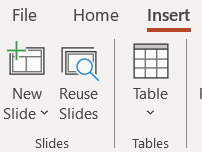 File Home Insert
New Slide
Reuse Slides
Table
Slides Tables